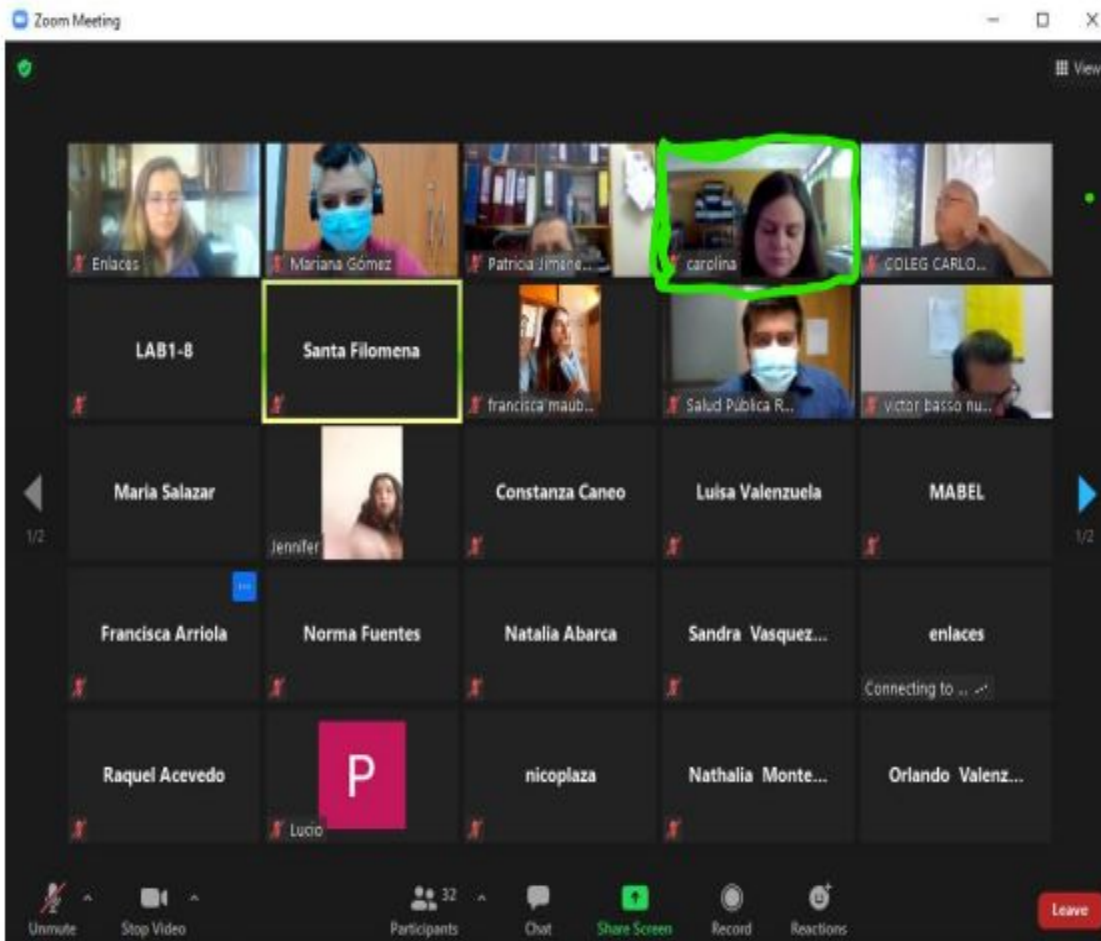 Zoom Meeting
View
Enlaces
Mariana Gómez
Patricia Jimene...
carolina
COLEG CARLO...
LAB1-8
Santa Filomena
francisca maub...
Salud Pública R...
victor basso nu...
Maria Salazar
Jennifer
Constanza Caneo
Luisa Valenzuela
MABEL
1/2
1/2
Francisca Arriola
Norma Fuentes
Natalia Abarca
Sandra Vasquez...
enlaces
Connecting to ...
Raquel Acevedo
P
Lucio
nicoplaza
Nathalia Monte...
Orlando Valenz...
Unmute
Stop Video
Participants
32
Chat
Share Screen
Record
Reactions
Leave